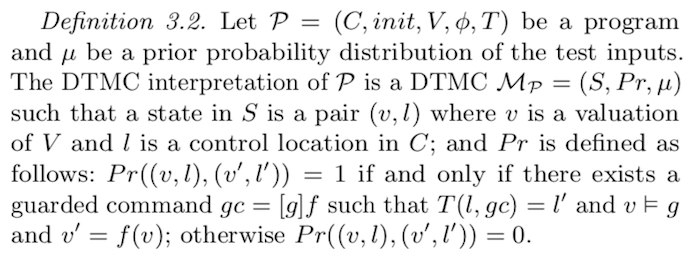 Definition 3.2. Let 𝒫 = (C, init, V, ϕ, T) be a program
and μ be a prior probability distribution of the test inputs.
The DTMC interpretation of 𝒫 is a DTMC ℳ_𝒫 = (S, Pr, μ)
such that a state in S is a pair (v, l) where v is a valuation
of V and l is a control location in C; and Pr is defined as
follows: Pr((v, l), (v′, l′)) = 1 if and only if there exists a
guarded command gc = [g]f such that T(l, gc) = l′ and v ⊨ g
and v′ = f(v); otherwise Pr((v, l), (v′, l′)) = 0.